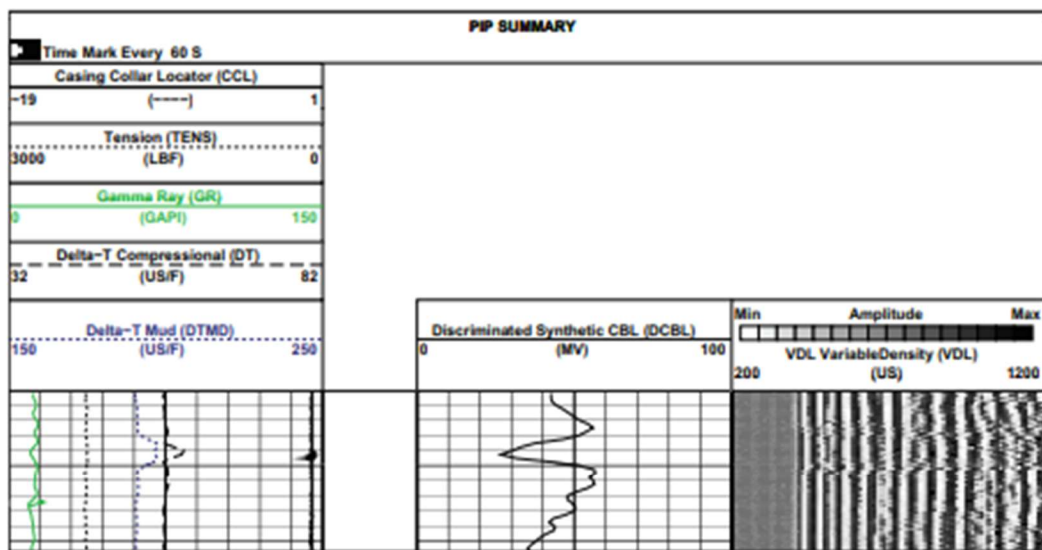 PIP SUMMARY
Time Mark Every 60 S
Casing Collar Locator (CCL)
-19 (----) 1
Tension (TENS)
3000 (LBF) 0
Gamma Ray (GR)
0 (GAPI) 150
Delta-T Compressional (DT)
32 (US/F) 82
Delta-T Mud (DTMD)
150 (US/F) 250
Discriminated Synthetic CBL (DCBL)
0 (MV) 100
Min Amplitude Max
VDL VariableDensity (VDL)
200 (US) 1200